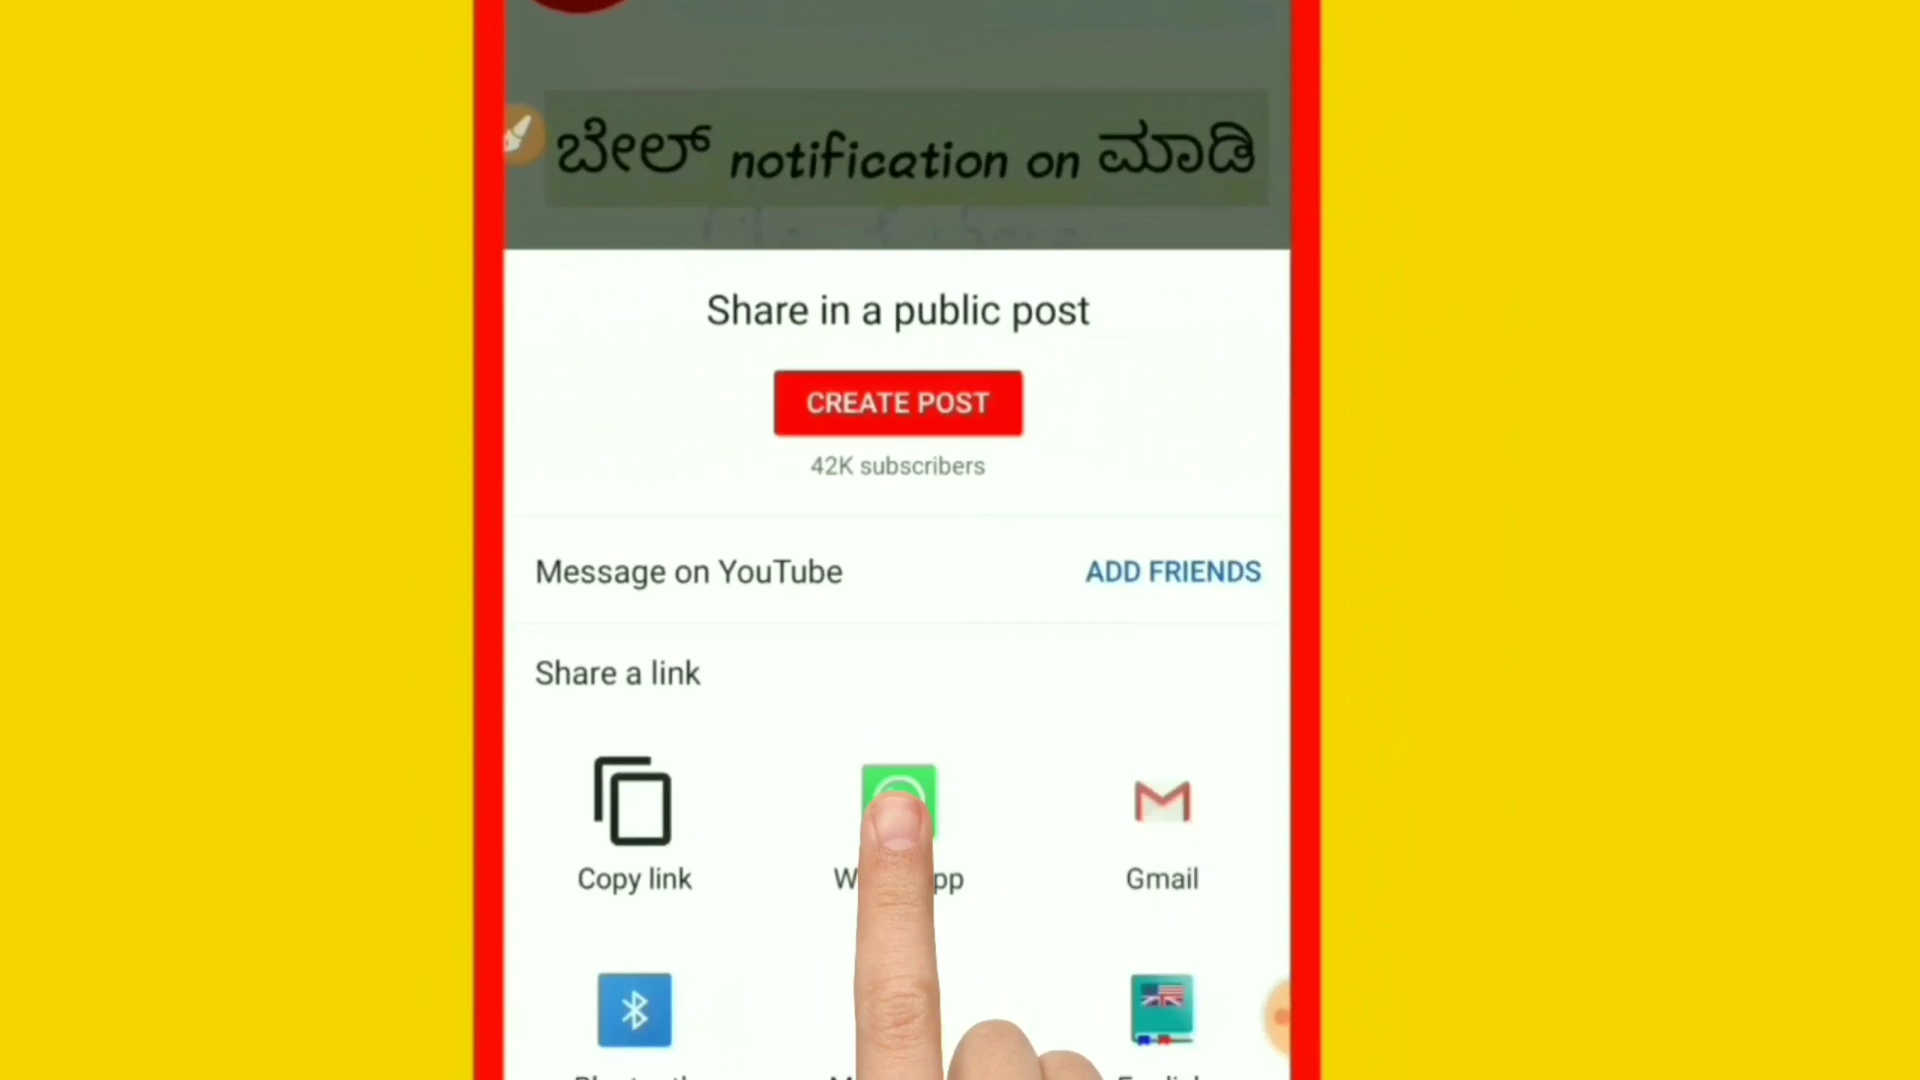 ಬೇಲ್ notification on ಮಾಡಿ
Share in a public post
CREATE POST
42K subscribers
Message on YouTube
ADD FRIENDS
Share a link
Copy link
Gmail